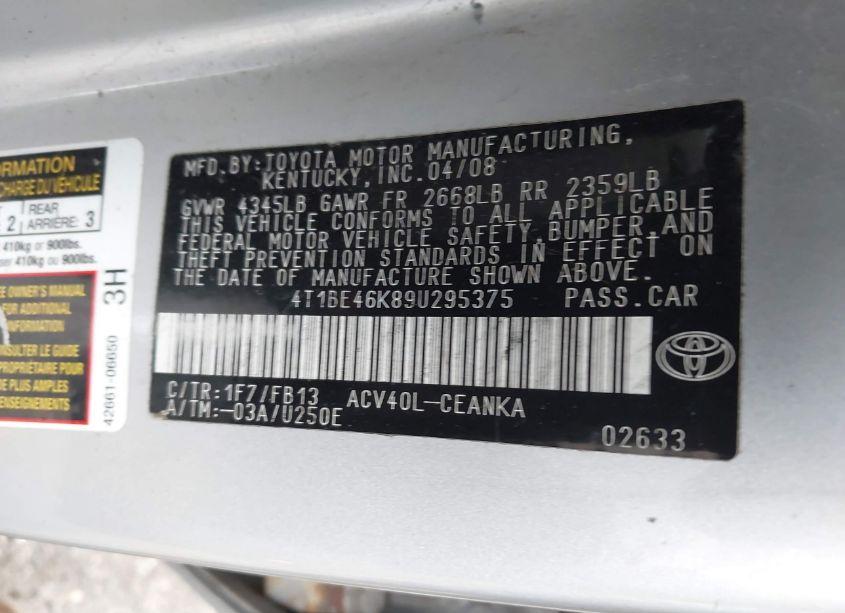 ORMATION
CHARGE DU VÉHICULE
2 REAR ARRIÈRE: 3
410kg or 900lbs.
ser 410kg ou 900lbs.
E OWNER'S MANUAL
FOR ADDITIONAL
INFORMATION
NSULTER LE GUIDE
PROPRIÉTAIRE POUR
DE PLUS AMPLES
ENSEIGNEMENTS
3H
42661-06650
MFD.BY:TOYOTA MOTOR MANUFACTURING,
KENTUCKY,INC.04/08
GVWR 4345LB GAWR FR 2668LB RR 2359LB
THIS VEHICLE CONFORMS TO ALL APPLICABLE
FEDERAL MOTOR VEHICLE SAFETY,BUMPER,AND
THEFT PREVENTION STANDARDS IN EFFECT ON
THE DATE OF MANUFACTURE SHOWN ABOVE.
4T1BE46K89U295375 PASS.CAR
C/TR:1F7/FB13 ACV40L-CEANKA
A/TM:-03A/U250E
02633